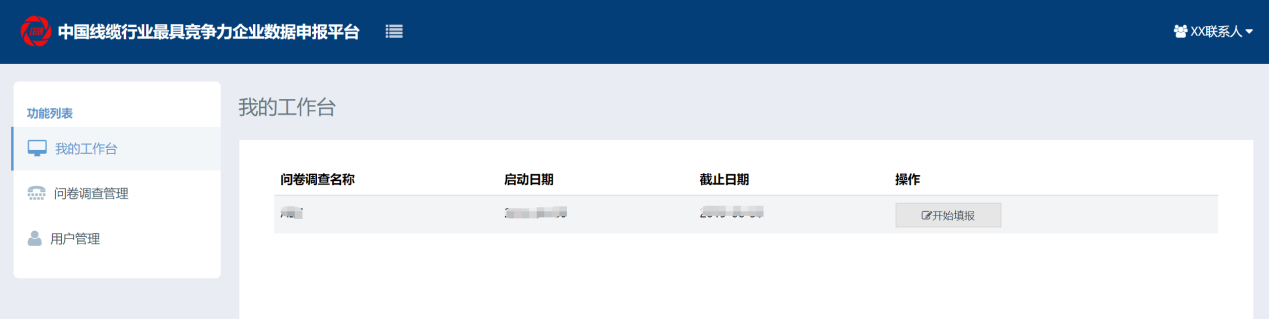 中国线缆行业最具竞争力企业数据申报平台
XX联系人
功能列表
我的工作台
问卷调查管理
用户管理
我的工作台
问卷调查名称 启动日期 截止日期 操作
开始填报